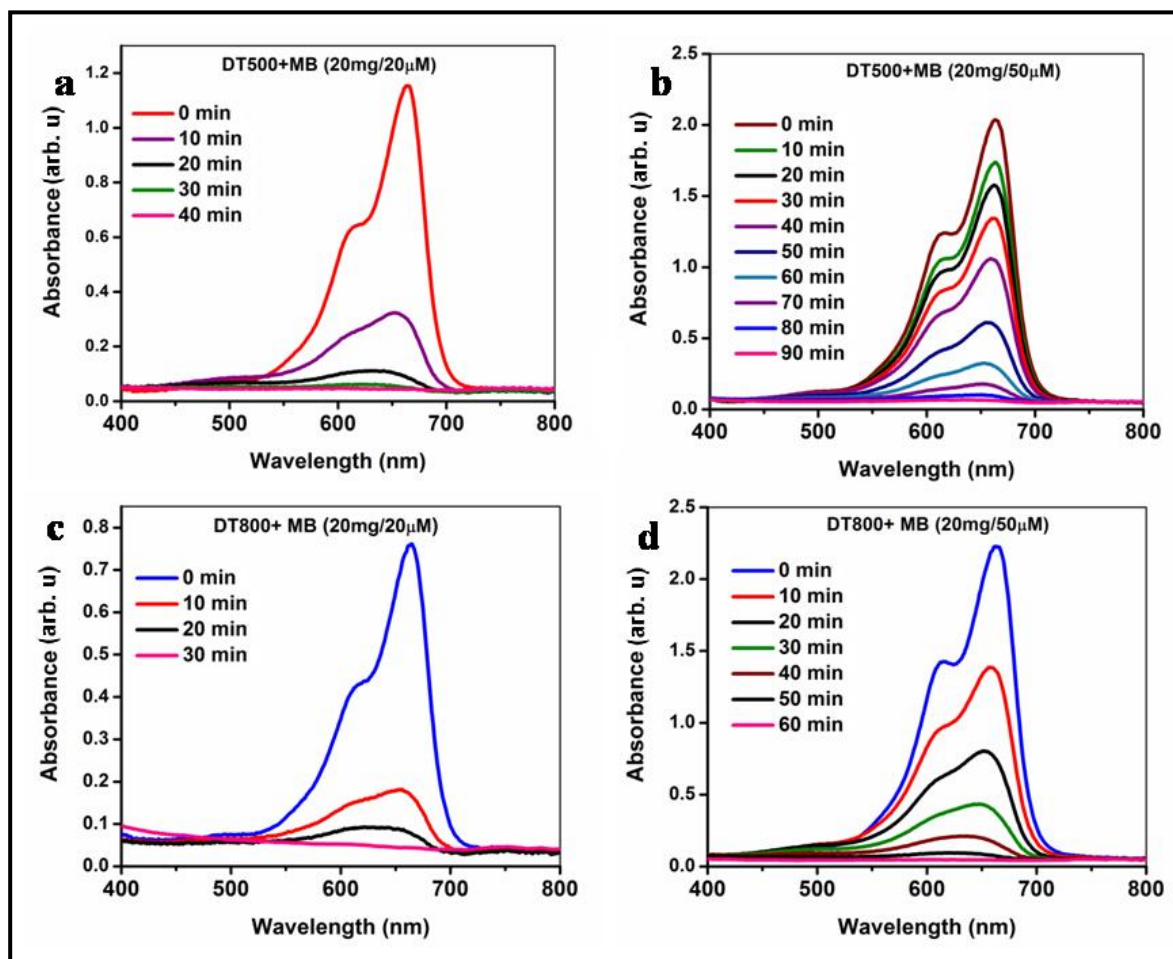 a
DT500+MB (20mg/20µM)
0 min
10 min
20 min
30 min
40 min
Absorbance (arb. u)
1.2
1.0
0.8
0.6
0.4
0.2
0.0
400
500
600
700
800
Wavelength (nm)
b
DT500+MB (20mg/50µM)
0 min
10 min
20 min
30 min
40 min
50 min
60 min
70 min
80 min
90 min
Absorbance (arb. u)
2.5
2.0
1.5
1.0
0.5
0.0
400
500
600
700
800
Wavelength (nm)
c
DT800+ MB (20mg/20µM)
0 min
10 min
20 min
30 min
Absorbance (arb. u)
0.8
0.7
0.6
0.5
0.4
0.3
0.2
0.1
0.0
400
500
600
700
800
Wavelength (nm)
d
DT800+ MB (20mg/50µM)
0 min
10 min
20 min
30 min
40 min
50 min
60 min
Absorbance (arb. u)
2.5
2.0
1.5
1.0
0.5
0.0
400
500
600
700
800
Wavelength (nm)